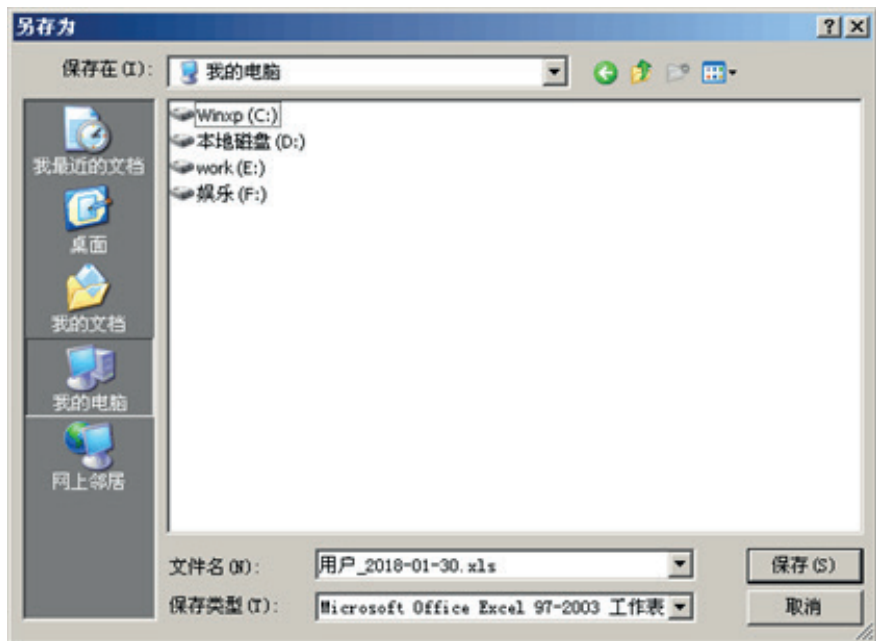 另存为
保存在(I):
我的电脑
我最近的文档
桌面
我的文档
我的电脑
网上邻居
Winxp (C:)
本地磁盘 (D:)
work (E:)
娱乐 (F:)
文件名(N):
用户_2018-01-30.xls
保存(S)
保存类型(T):
Microsoft Office Excel 97-2003 工作表
取消